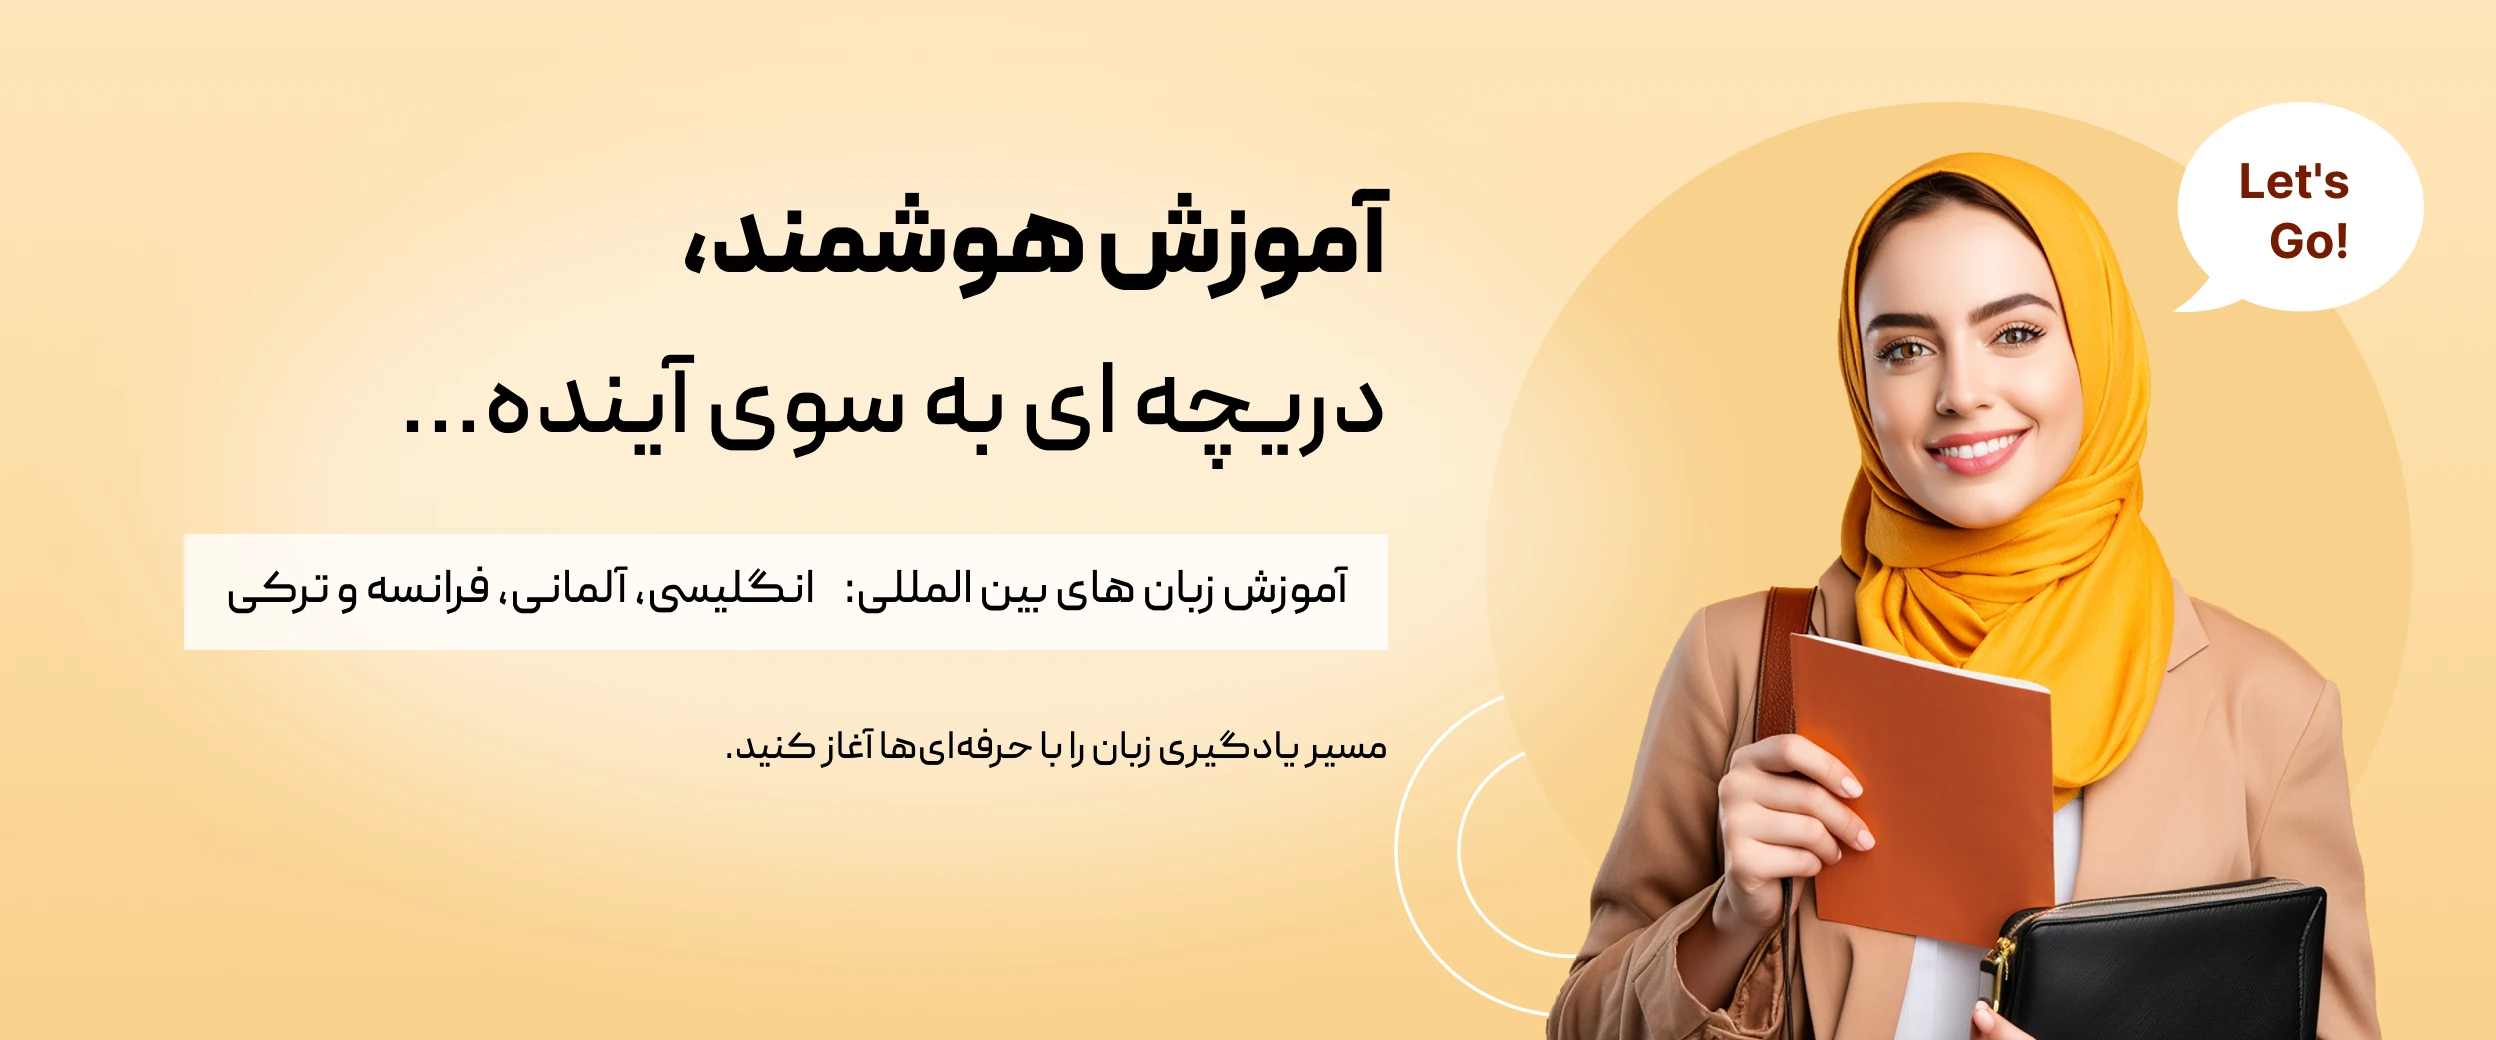 آموزش هوشمند،
دریچه ای به سوی آینده...
آموزش زبان های بین المللی: انگلیسی، آلمانی، فرانسه و ترکی
مسیر یادگیری زبان را با حرفه‌ای‌ها آغاز کنید.
Let's
Go!